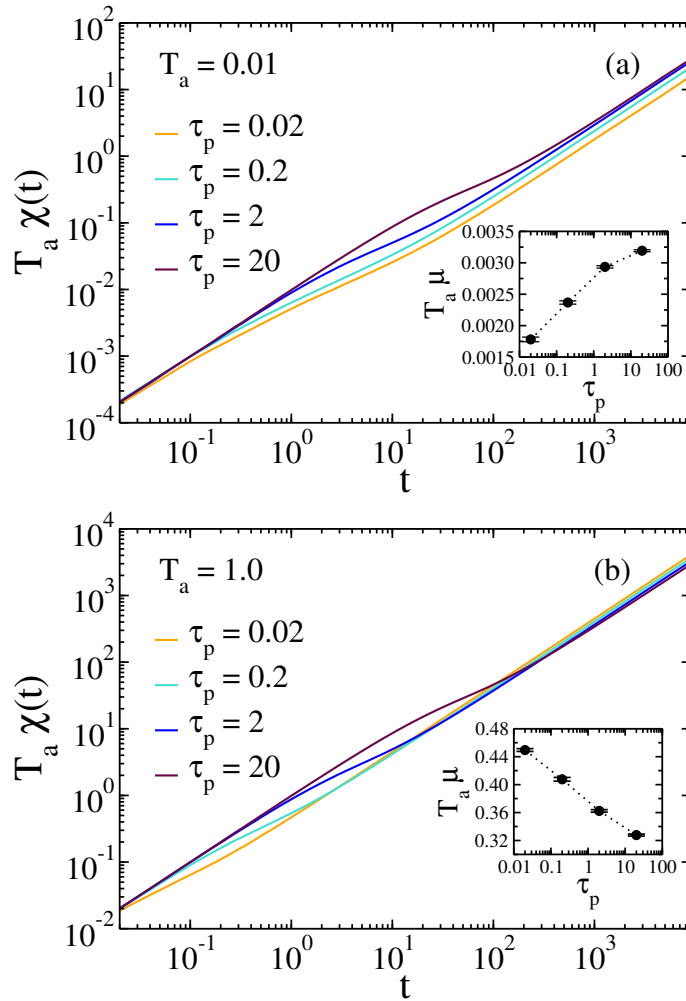 10^2
T_a = 0.01
(a)
10^1
τ_p = 0.02
10^0
τ_p = 0.2
T_a χ(t)
τ_p = 2
10^-1
τ_p = 20
0.0035
0.0030
T_a μ
0.0025
10^-2
0.0020
0.0015
10^-3
0.01 0.1 1 10 100
τ_p
10^-4
10^-1 10^0 10^1 10^2 10^3
t
10^4
T_a = 1.0
(b)
10^3
τ_p = 0.02
10^2
τ_p = 0.2
T_a χ(t)
τ_p = 2
10^1
τ_p = 20
0.48
0.44
10^0
T_a μ
0.40
0.36
0.32
10^-1
0.01 0.1 1 10 100
τ_p
10^-2
10^-1 10^0 10^1 10^2 10^3
t